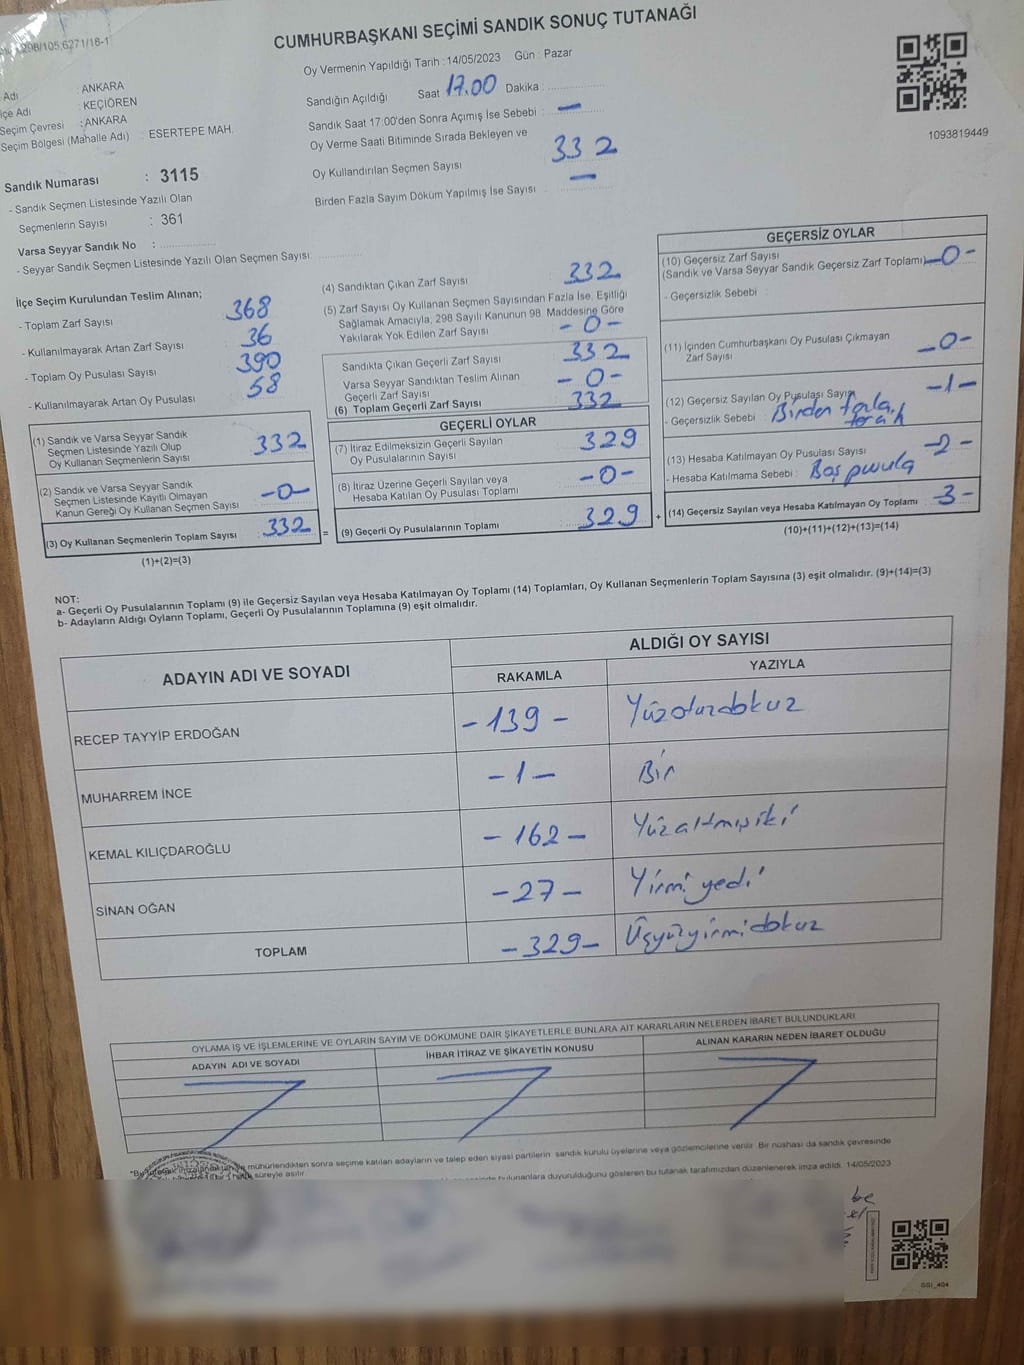 298/105,6271/16-1
CUMHURBAŞKANI SEÇİMİ SANDIK SONUÇ TUTANAĞI
Adı : ANKARA
İlçe Adı : KEÇİÖREN
Seçim Çevresi : ANKARA
Seçim Bölgesi (Mahalle Adı) : ESERTEPE MAH.
Oy Vermenin Yapıldığı Tarih : 14/05/2023 Gün : Pazar
Sandığın Açıldığı Saat 17.00 Dakika :
Sandık Saat 17:00'den Sonra Açımış İse Sebebi : —
Oy Verme Saati Bitiminde Sırada Bekleyen ve
Oy Kullandırılan Seçmen Sayısı 332
Birden Fazla Sayım Döküm Yapılmış İse Sayısı : —
1093819449
Sandık Numarası : 3115
- Sandık Seçmen Listesinde Yazılı Olan
Seçmenlerin Sayısı : 361
Varsa Seyyar Sandık No :
- Seyyar Sandık Seçmen Listesinde Yazılı Olan Seçmen Sayısı:
İlçe Seçim Kurulundan Teslim Alınan;
- Toplam Zarf Sayısı 368
- Kullanılmayarak Artan Zarf Sayısı 36
- Toplam Oy Pusulası Sayısı 390
- Kullanılmayarak Artan Oy Pusulası 58
(4) Sandıktan Çıkan Zarf Sayısı 332
(5) Zarf Sayısı Oy Kullanan Seçmen Sayısından Fazla İse, Eşitliği
Sağlamak Amacıyla, 298 Sayılı Kanunun 98. Maddesine Göre
Yakılarak Yok Edilen Zarf Sayısı - 0 -
Sandıkta Çıkan Geçerli Zarf Sayısı 332
Varsa Seyyar Sandıktan Teslim Alınan
Geçerli Zarf Sayısı - 0 -
(6) Toplam Geçerli Zarf Sayısı 332
GEÇERSİZ OYLAR
(10) Geçersiz Zarf Sayısı
(Sandık ve Varsa Seyyar Sandık Geçersiz Zarf Toplamı) - 0 -
- Geçersizlik Sebebi :
(11) İçinden Cumhurbaşkanı Oy Pusulası Çıkmayan
Zarf Sayısı - 0 -
(12) Geçersiz Sayılan Oy Pusulası Sayısı - 1 -
- Geçersizlik Sebebi : Birden fazla
tercih
(13) Hesaba Katılmayan Oy Pusulası Sayısı - 2 -
- Hesaba Katılmama Sebebi : Boş pusula
(14) Geçersiz Sayılan veya Hesaba Katılmayan Oy Toplamı - 3 -
(10)+(11)+(12)+(13)=(14)
(1) Sandık ve Varsa Seyyar Sandık
Seçmen Listesinde Yazılı Olup
Oy Kullanan Seçmenlerin Sayısı 332
(2) Sandık ve Varsa Seyyar Sandık
Seçmen Listesinde Kayıtlı Olmayan
Kanun Gereği Oy Kullanan Seçmen Sayısı - 0 -
(3) Oy Kullanan Seçmenlerin Toplam Sayısı 332
(1)+(2)=(3)
=
GEÇERLİ OYLAR
(7) İtiraz Edilmeksizin Geçerli Sayılan
Oy Pusulasının Sayısı 329
(8) İtiraz Üzerine Geçerli Sayılan veya
Hesaba Katılan Oy Pusulası Toplamı - 0 -
(9) Geçerli Oy Pusulalarının Toplamı 329
+
NOT:
a- Geçerli Oy Pusulalarının Toplamı (9) ile Geçersiz Sayılan veya Hesaba Katılmayan Oy Toplamı (14) Toplamları, Oy Kullanan Seçmenlerin Toplam Sayısına (3) eşit olmalıdır. (9)+(14)=(3)
b- Adayların Aldığı Oyların Toplamı, Geçerli Oy Pusulalarının Toplamına (9) eşit olmalıdır.
ADAYIN ADI VE SOYADI
ALDIĞI OY SAYISI
RAKAMLA YAZIYLA
RECEP TAYYİP ERDOĞAN - 139 - Yüzotuzdokuz
MUHARREM İNCE - 1 - Bir
KEMAL KILIÇDAROĞLU - 162 - Yüzaltmışiki
SİNAN OĞAN - 27 - Yirmi yedi
TOPLAM - 329 - Üçyüzyirmidokuz
OYLAMA İŞ VE İŞLEMLERİNE VE OYLARIN SAYIM VE DÖKÜMÜNE DAİR ŞİKAYETLERLE BUNLARA AİT KARARLARIN NELERDEN İBARET BULUNDUKLARI
ADAYIN ADI VE SOYADI İHBAR İTİRAZ VE ŞİKAYETİN KONUSU ALINAN KARARIN NEDEN İBARET OLDUĞU
mühürlendikten sonra seçime katılan adayların ve talep eden siyasi partilerin sandık kurulu üyelerine veya gözlemcilerine verilir. Bir nüshası da sandık çevresinde
süreyle asılır.
duyurulduğunu gösteren bu tutanak tarafımızdan düzenlenerek imza edildi. 14/05/2023
GSI_404